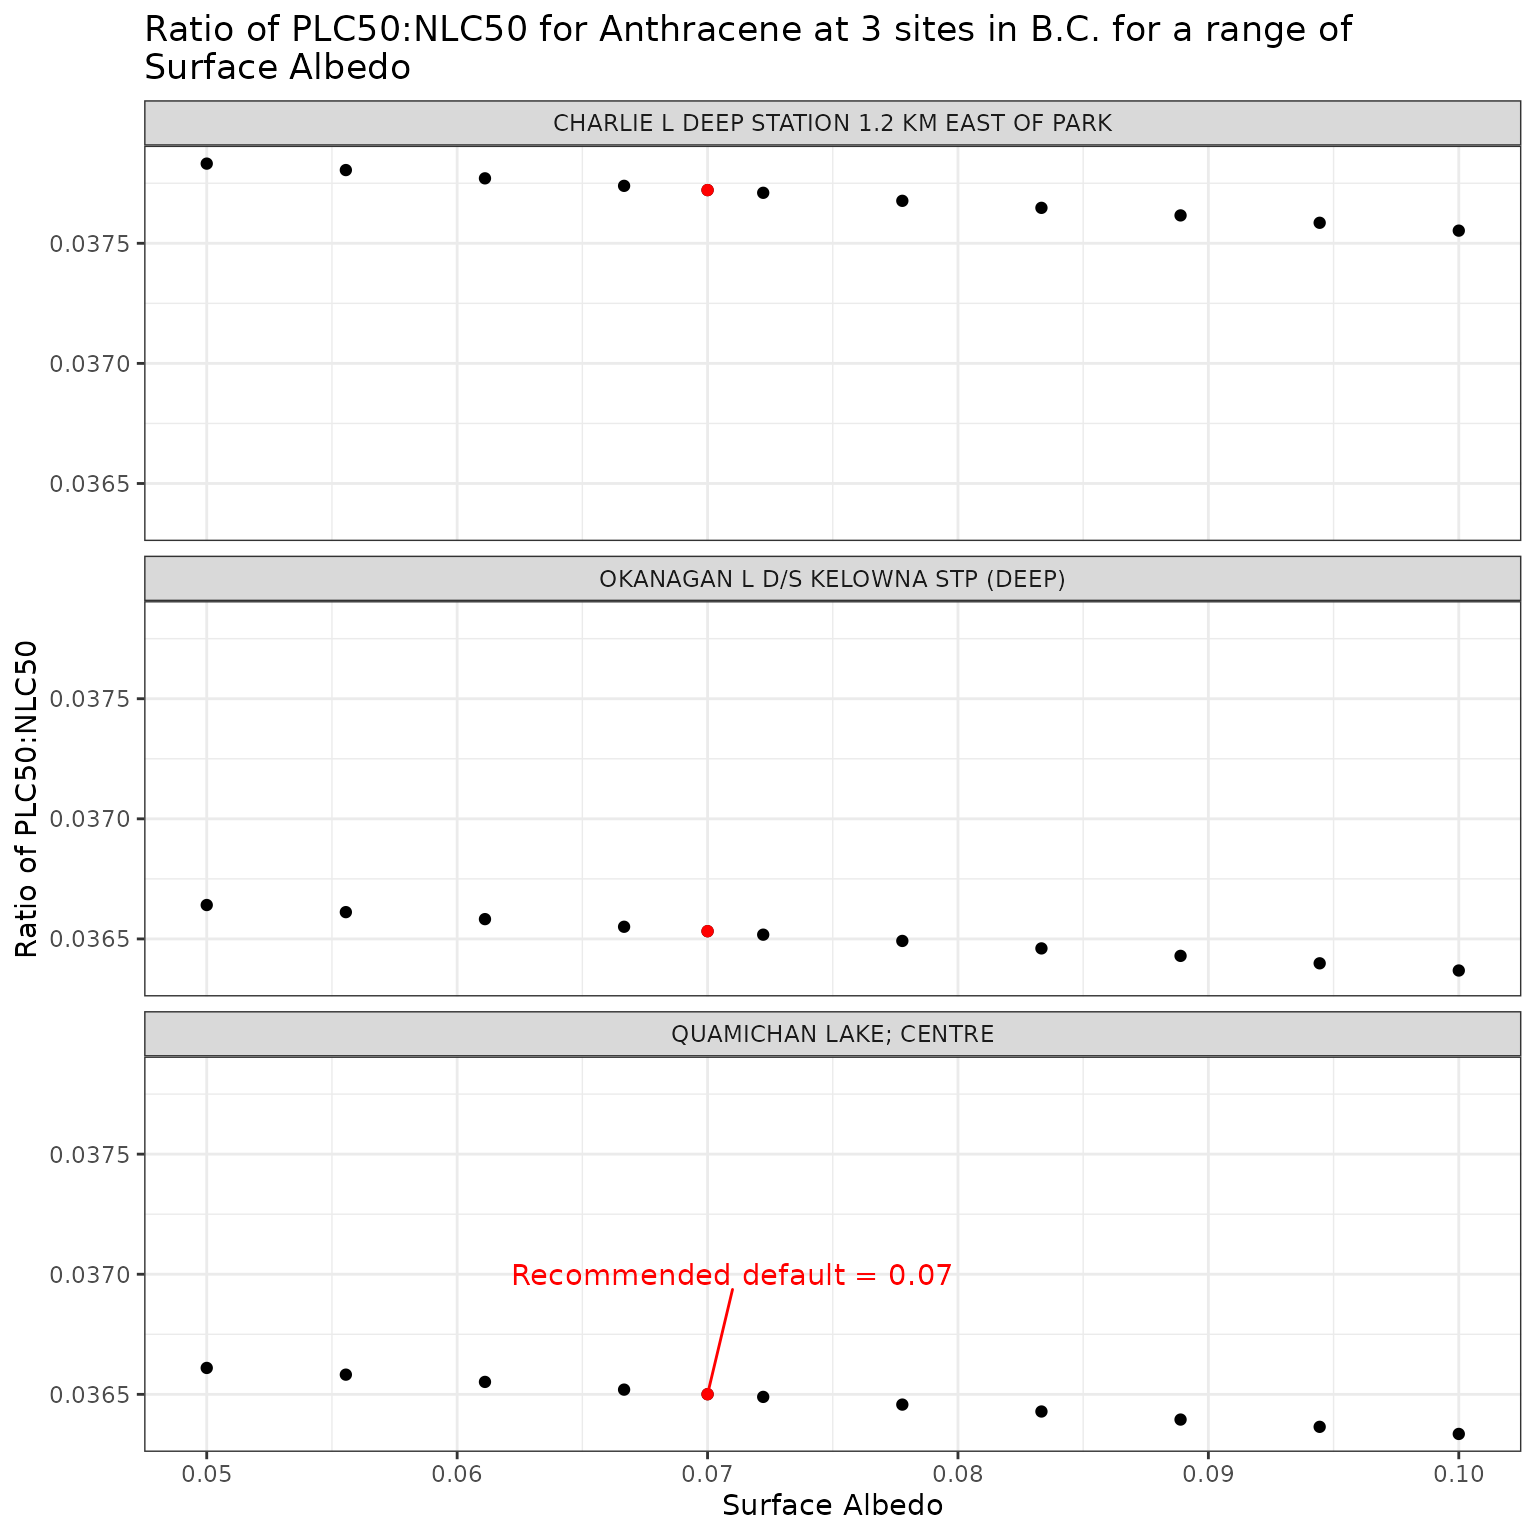 Ratio of PLC50:NLC50 for Anthracene at 3 sites in B.C. for a range of
Surface Albedo
CHARLIE L DEEP STATION 1.2 KM EAST OF PARK
0.0375
0.0370
0.0365
OKANAGAN L D/S KELOWNA STP (DEEP)
0.0375
0.0370
0.0365
Ratio of PLC50:NLC50
QUAMICHAN LAKE; CENTRE
0.0375
0.0370
0.0365
Recommended default = 0.07
0.05 0.06 0.07 0.08 0.09 0.10
Surface Albedo